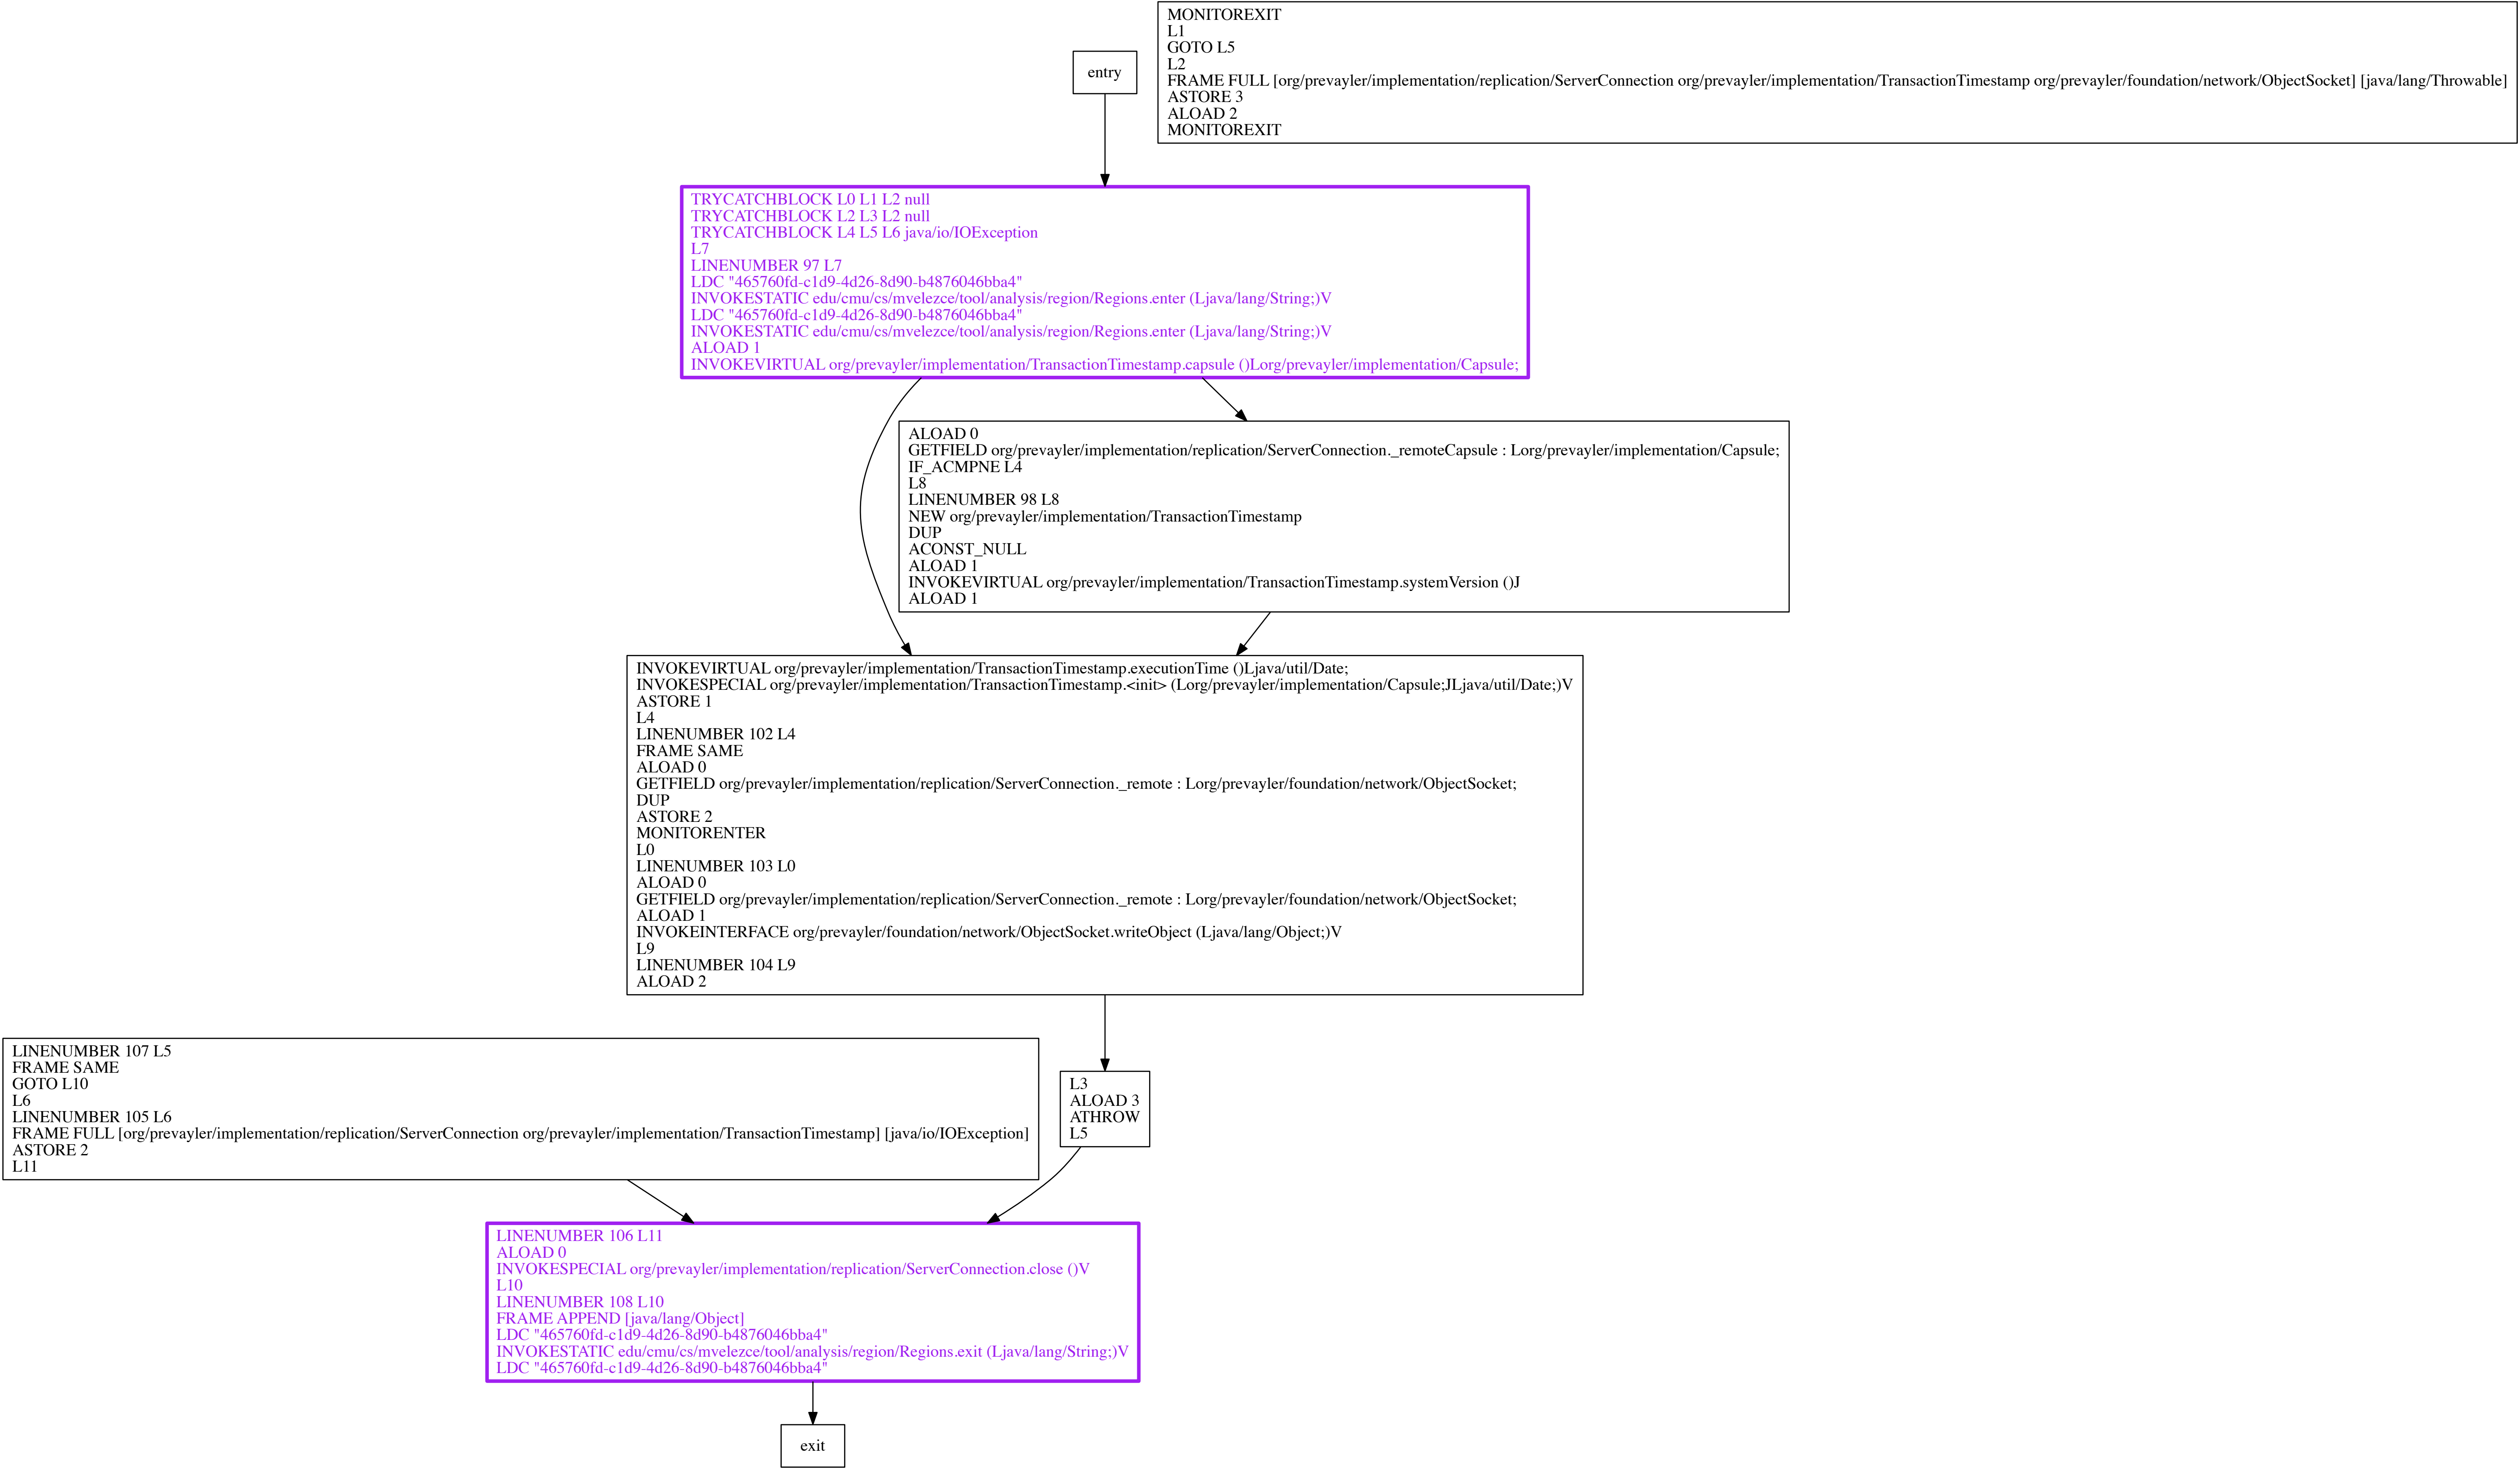 MONITOREXIT
L1
GOTO L5
L2
FRAME FULL [org/prevayler/implementation/replication/ServerConnection org/prevayler/implementation/TransactionTimestamp org/prevayler/foundation/network/ObjectSocket] [java/lang/Throwable]
ASTORE 3
ALOAD 2
MONITOREXIT
entry
TRYCATCHBLOCK L0 L1 L2 null
TRYCATCHBLOCK L2 L3 L2 null
TRYCATCHBLOCK L4 L5 L6 java/io/IOException
L7
LINENUMBER 97 L7
LDC "465760fd-c1d9-4d26-8d90-b4876046bba4"
INVOKESTATIC edu/cmu/cs/mvelezce/tool/analysis/region/Regions.enter (Ljava/lang/String;)V
LDC "465760fd-c1d9-4d26-8d90-b4876046bba4"
INVOKESTATIC edu/cmu/cs/mvelezce/tool/analysis/region/Regions.enter (Ljava/lang/String;)V
ALOAD 1
INVOKEVIRTUAL org/prevayler/implementation/TransactionTimestamp.capsule ()Lorg/prevayler/implementation/Capsule;
ALOAD 0
GETFIELD org/prevayler/implementation/replication/ServerConnection._remoteCapsule : Lorg/prevayler/implementation/Capsule;
IF_ACMPNE L4
L8
LINENUMBER 98 L8
NEW org/prevayler/implementation/TransactionTimestamp
DUP
ACONST_NULL
ALOAD 1
INVOKEVIRTUAL org/prevayler/implementation/TransactionTimestamp.systemVersion ()J
ALOAD 1
INVOKEVIRTUAL org/prevayler/implementation/TransactionTimestamp.executionTime ()Ljava/util/Date;
INVOKESPECIAL org/prevayler/implementation/TransactionTimestamp.<init> (Lorg/prevayler/implementation/Capsule;JLjava/util/Date;)V
ASTORE 1
L4
LINENUMBER 102 L4
FRAME SAME
ALOAD 0
GETFIELD org/prevayler/implementation/replication/ServerConnection._remote : Lorg/prevayler/foundation/network/ObjectSocket;
DUP
ASTORE 2
MONITORENTER
L0
LINENUMBER 103 L0
ALOAD 0
GETFIELD org/prevayler/implementation/replication/ServerConnection._remote : Lorg/prevayler/foundation/network/ObjectSocket;
ALOAD 1
INVOKEINTERFACE org/prevayler/foundation/network/ObjectSocket.writeObject (Ljava/lang/Object;)V
L9
LINENUMBER 104 L9
ALOAD 2
LINENUMBER 107 L5
FRAME SAME
GOTO L10
L6
LINENUMBER 105 L6
FRAME FULL [org/prevayler/implementation/replication/ServerConnection org/prevayler/implementation/TransactionTimestamp] [java/io/IOException]
ASTORE 2
L11
L3
ALOAD 3
ATHROW
L5
LINENUMBER 106 L11
ALOAD 0
INVOKESPECIAL org/prevayler/implementation/replication/ServerConnection.close ()V
L10
LINENUMBER 108 L10
FRAME APPEND [java/lang/Object]
LDC "465760fd-c1d9-4d26-8d90-b4876046bba4"
INVOKESTATIC edu/cmu/cs/mvelezce/tool/analysis/region/Regions.exit (Ljava/lang/String;)V
LDC "465760fd-c1d9-4d26-8d90-b4876046bba4"
exit